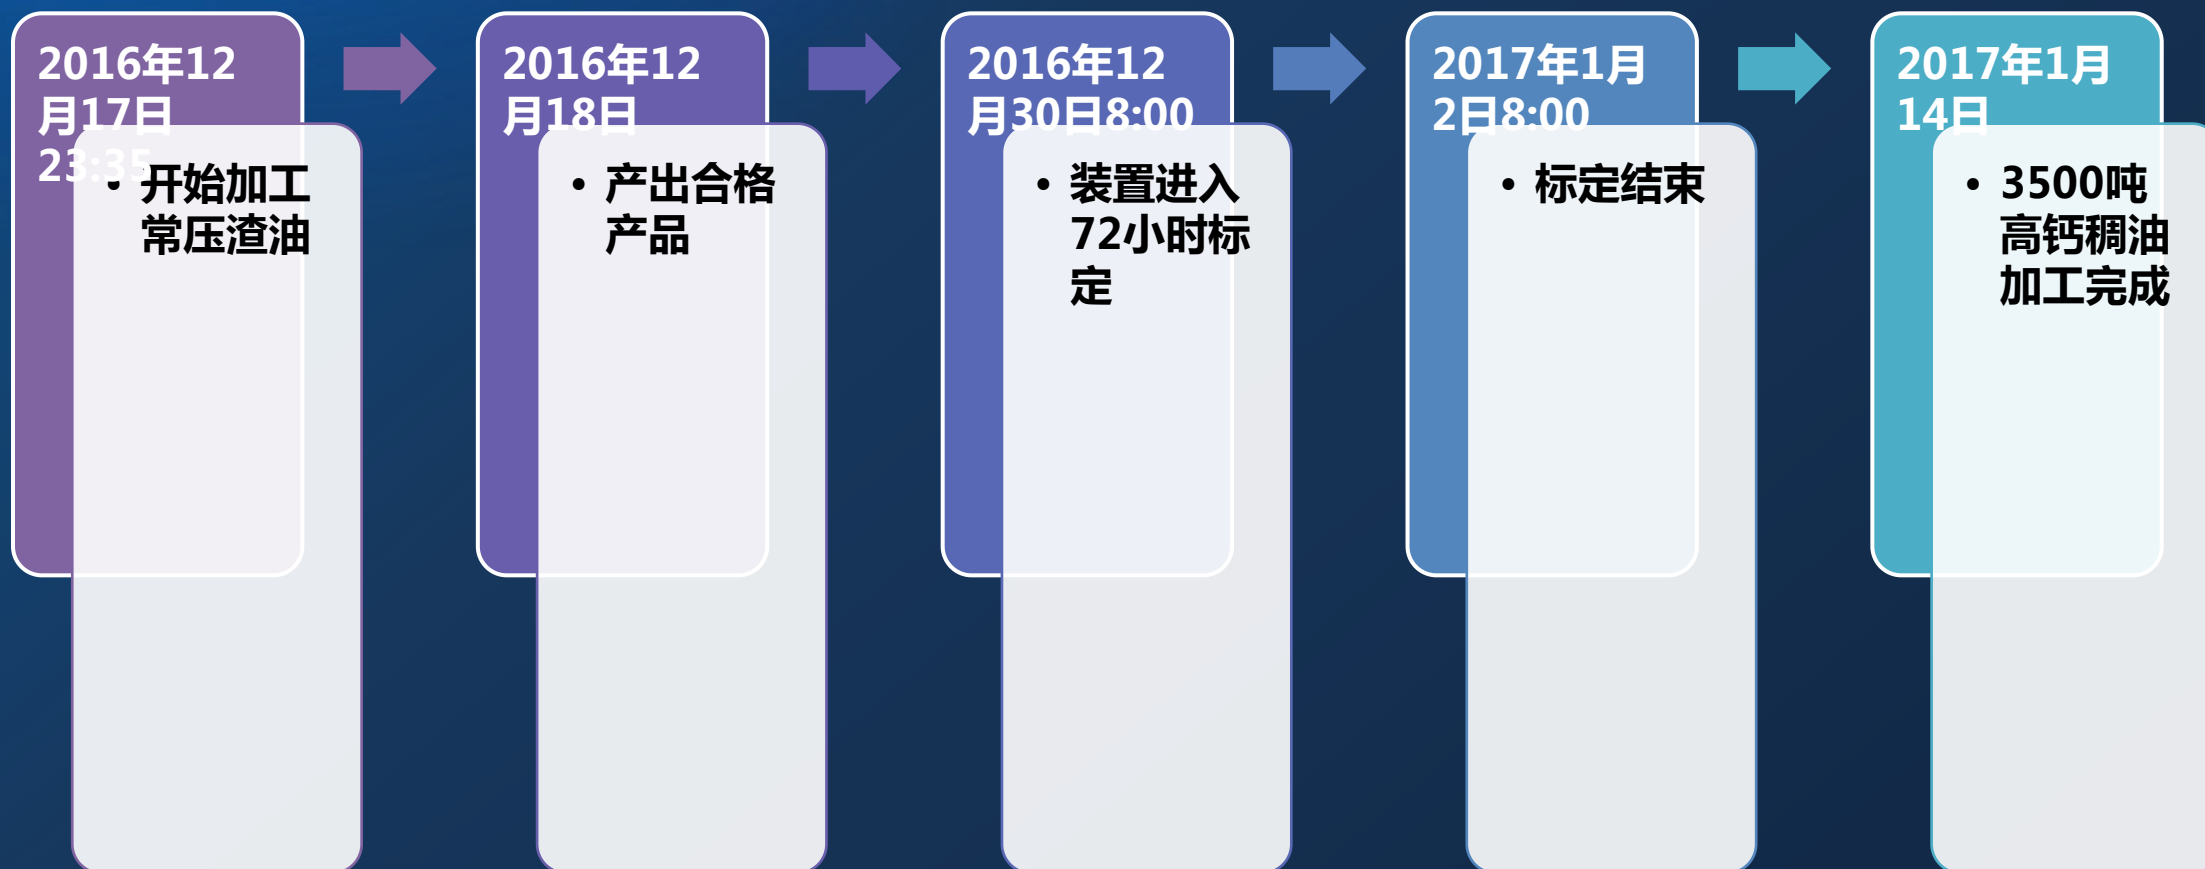 2016年12
月17日
23:35
• 开始加工
常压渣油
2016年12
月18日
• 产出合格
产品
2016年12
月30日8:00
• 装置进入
72小时标
定
2017年1月
2日8:00
• 标定结束
2017年1月
14日
• 3500吨
高钙稠油
加工完成